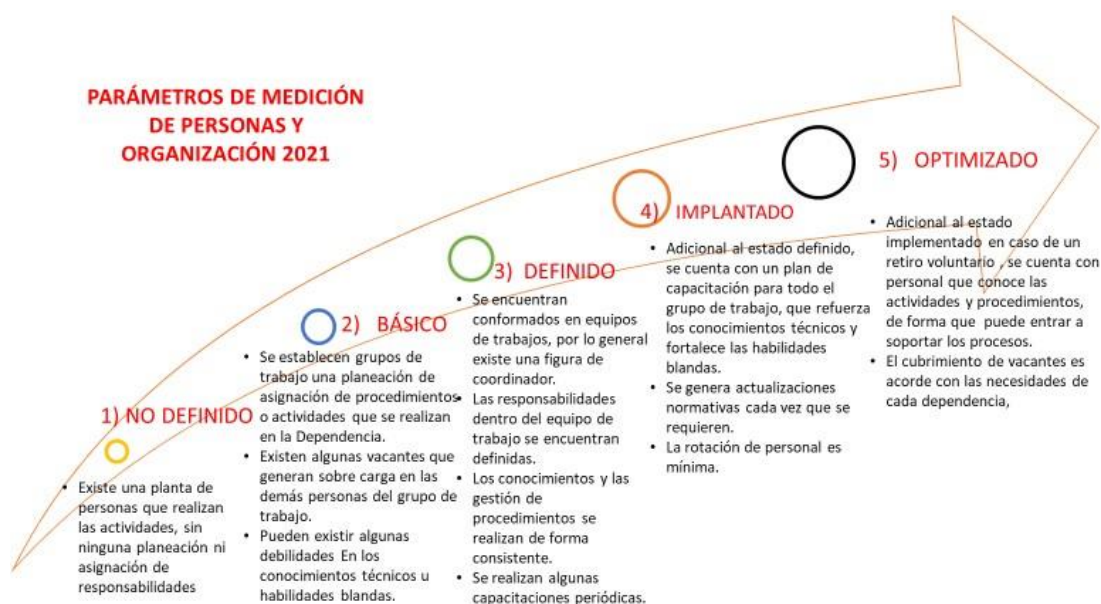 PARÁMETROS DE MEDICIÓN
DE PERSONAS Y
ORGANIZACIÓN 2021
1) NO DEFINIDO
• Existe una planta de
personas que realizan
las actividades, sin
ninguna planeación ni
asignación de
responsabilidades
2) BÁSICO
• Se establecen grupos de
trabajo una planeación de
asignación de procedimientos
o actividades que se realizan
en la Dependencia.
• Existen algunas vacantes que
generan sobre carga en las
demás personas del grupo de
trabajo.
• Pueden existir algunas
debilidades En los
conocimientos técnicos u
habilidades blandas.
3) DEFINIDO
• Se encuentran
conformados en equipos
de trabajos, por lo general
existe una figura de
coordinador.
• Las responsabilidades
dentro del equipo de
trabajo se encuentran
definidas.
• Los conocimientos y las
gestión de
procedimientos se
realizan de forma
consistente.
• Se realizan algunas
capacitaciones periódicas.
4) IMPLANTADO
• Adicional al estado definido,
se cuenta con un plan de
capacitación para todo el
grupo de trabajo, que refuerza
los conocimientos técnicos y
fortalece las habilidades
blandas.
• Se genera actualizaciones
normativas cada vez que se
requieren.
• La rotación de personal es
mínima.
5) OPTIMIZADO
• Adicional al estado
implementado en caso de un
retiro voluntario , se cuenta con
personal que conoce las
actividades y procedimientos,
de forma que puede entrar a
soportar los procesos.
• El cubrimiento de vacantes es
acorde con las necesidades de
cada dependencia,